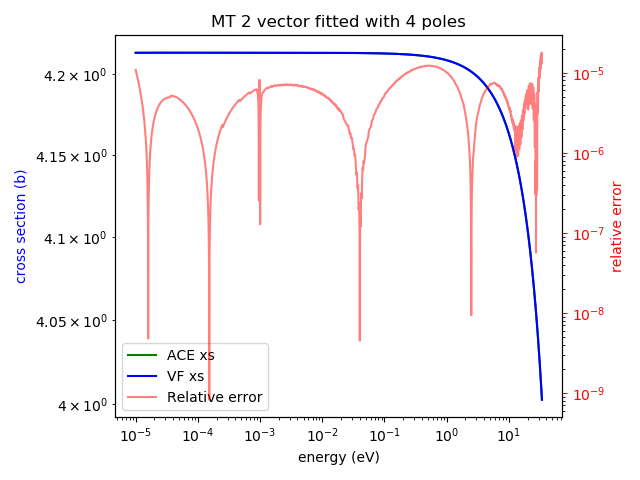 MT 2 vector fitted with 4 poles
cross section (b)
4.2 × 10⁰
4.15 × 10⁰
4.1 × 10⁰
4.05 × 10⁰
4 × 10⁰
10⁻⁵
10⁻⁶
10⁻⁷
10⁻⁸
10⁻⁹
relative error
ACE xs
VF xs
Relative error
10⁻⁵ 10⁻⁴ 10⁻³ 10⁻² 10⁻¹ 10⁰ 10¹
energy (eV)